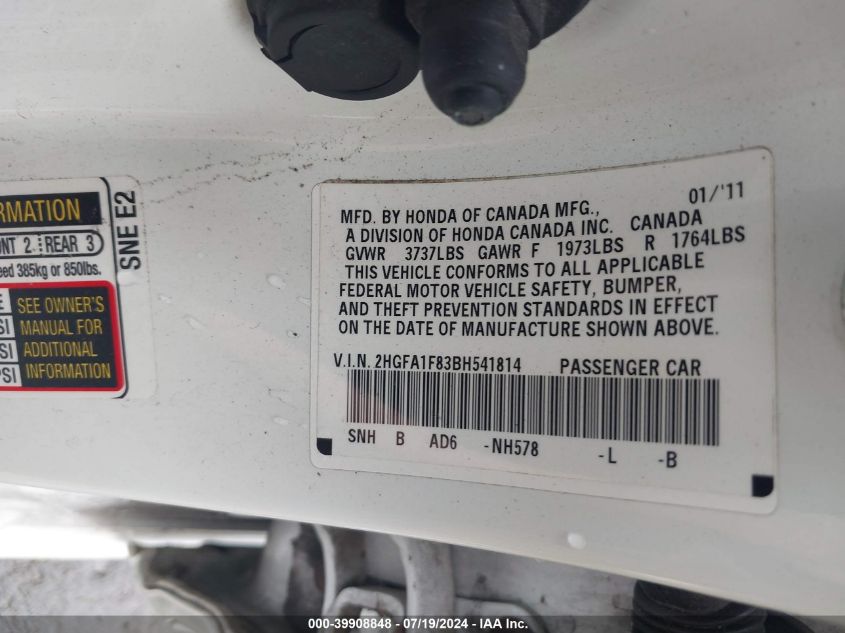 RMATION
NT 2 REAR 3
eed 385kg or 850lbs.
SEE OWNER'S
SI MANUAL FOR
SI ADDITIONAL
PSI INFORMATION
SNE E2
01/'11
MFD. BY HONDA OF CANADA MFG.,
A DIVISION OF HONDA CANADA INC. CANADA
GVWR 3737LBS GAWR F 1973LBS R 1764LBS
THIS VEHICLE CONFORMS TO ALL APPLICABLE
FEDERAL MOTOR VEHICLE SAFETY, BUMPER,
AND THEFT PREVENTION STANDARDS IN EFFECT
ON THE DATE OF MANUFACTURE SHOWN ABOVE.
V.I.N. 2HGFA1F83BH541814 PASSENGER CAR
SNH B AD6 -NH578 -L -B
000-39908848 - 07/19/2024 - IAA Inc.